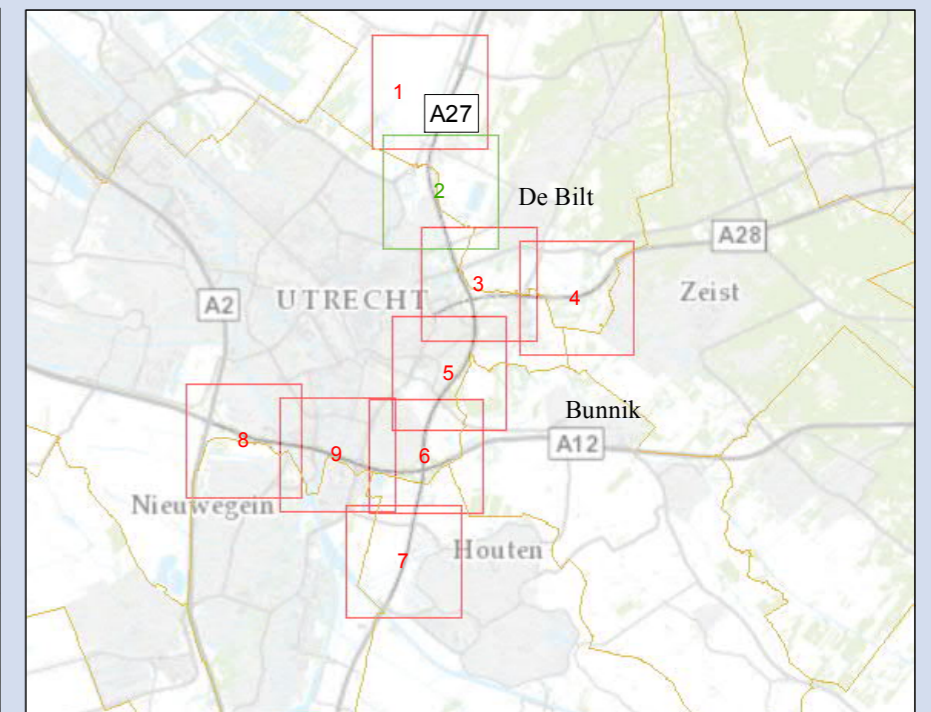 1
A27
2
De Bilt
A28
3
4
Zeist
A2
UTRECHT
5
Bunnik
8
9
6
A12
Nieuwegein
Houten
7